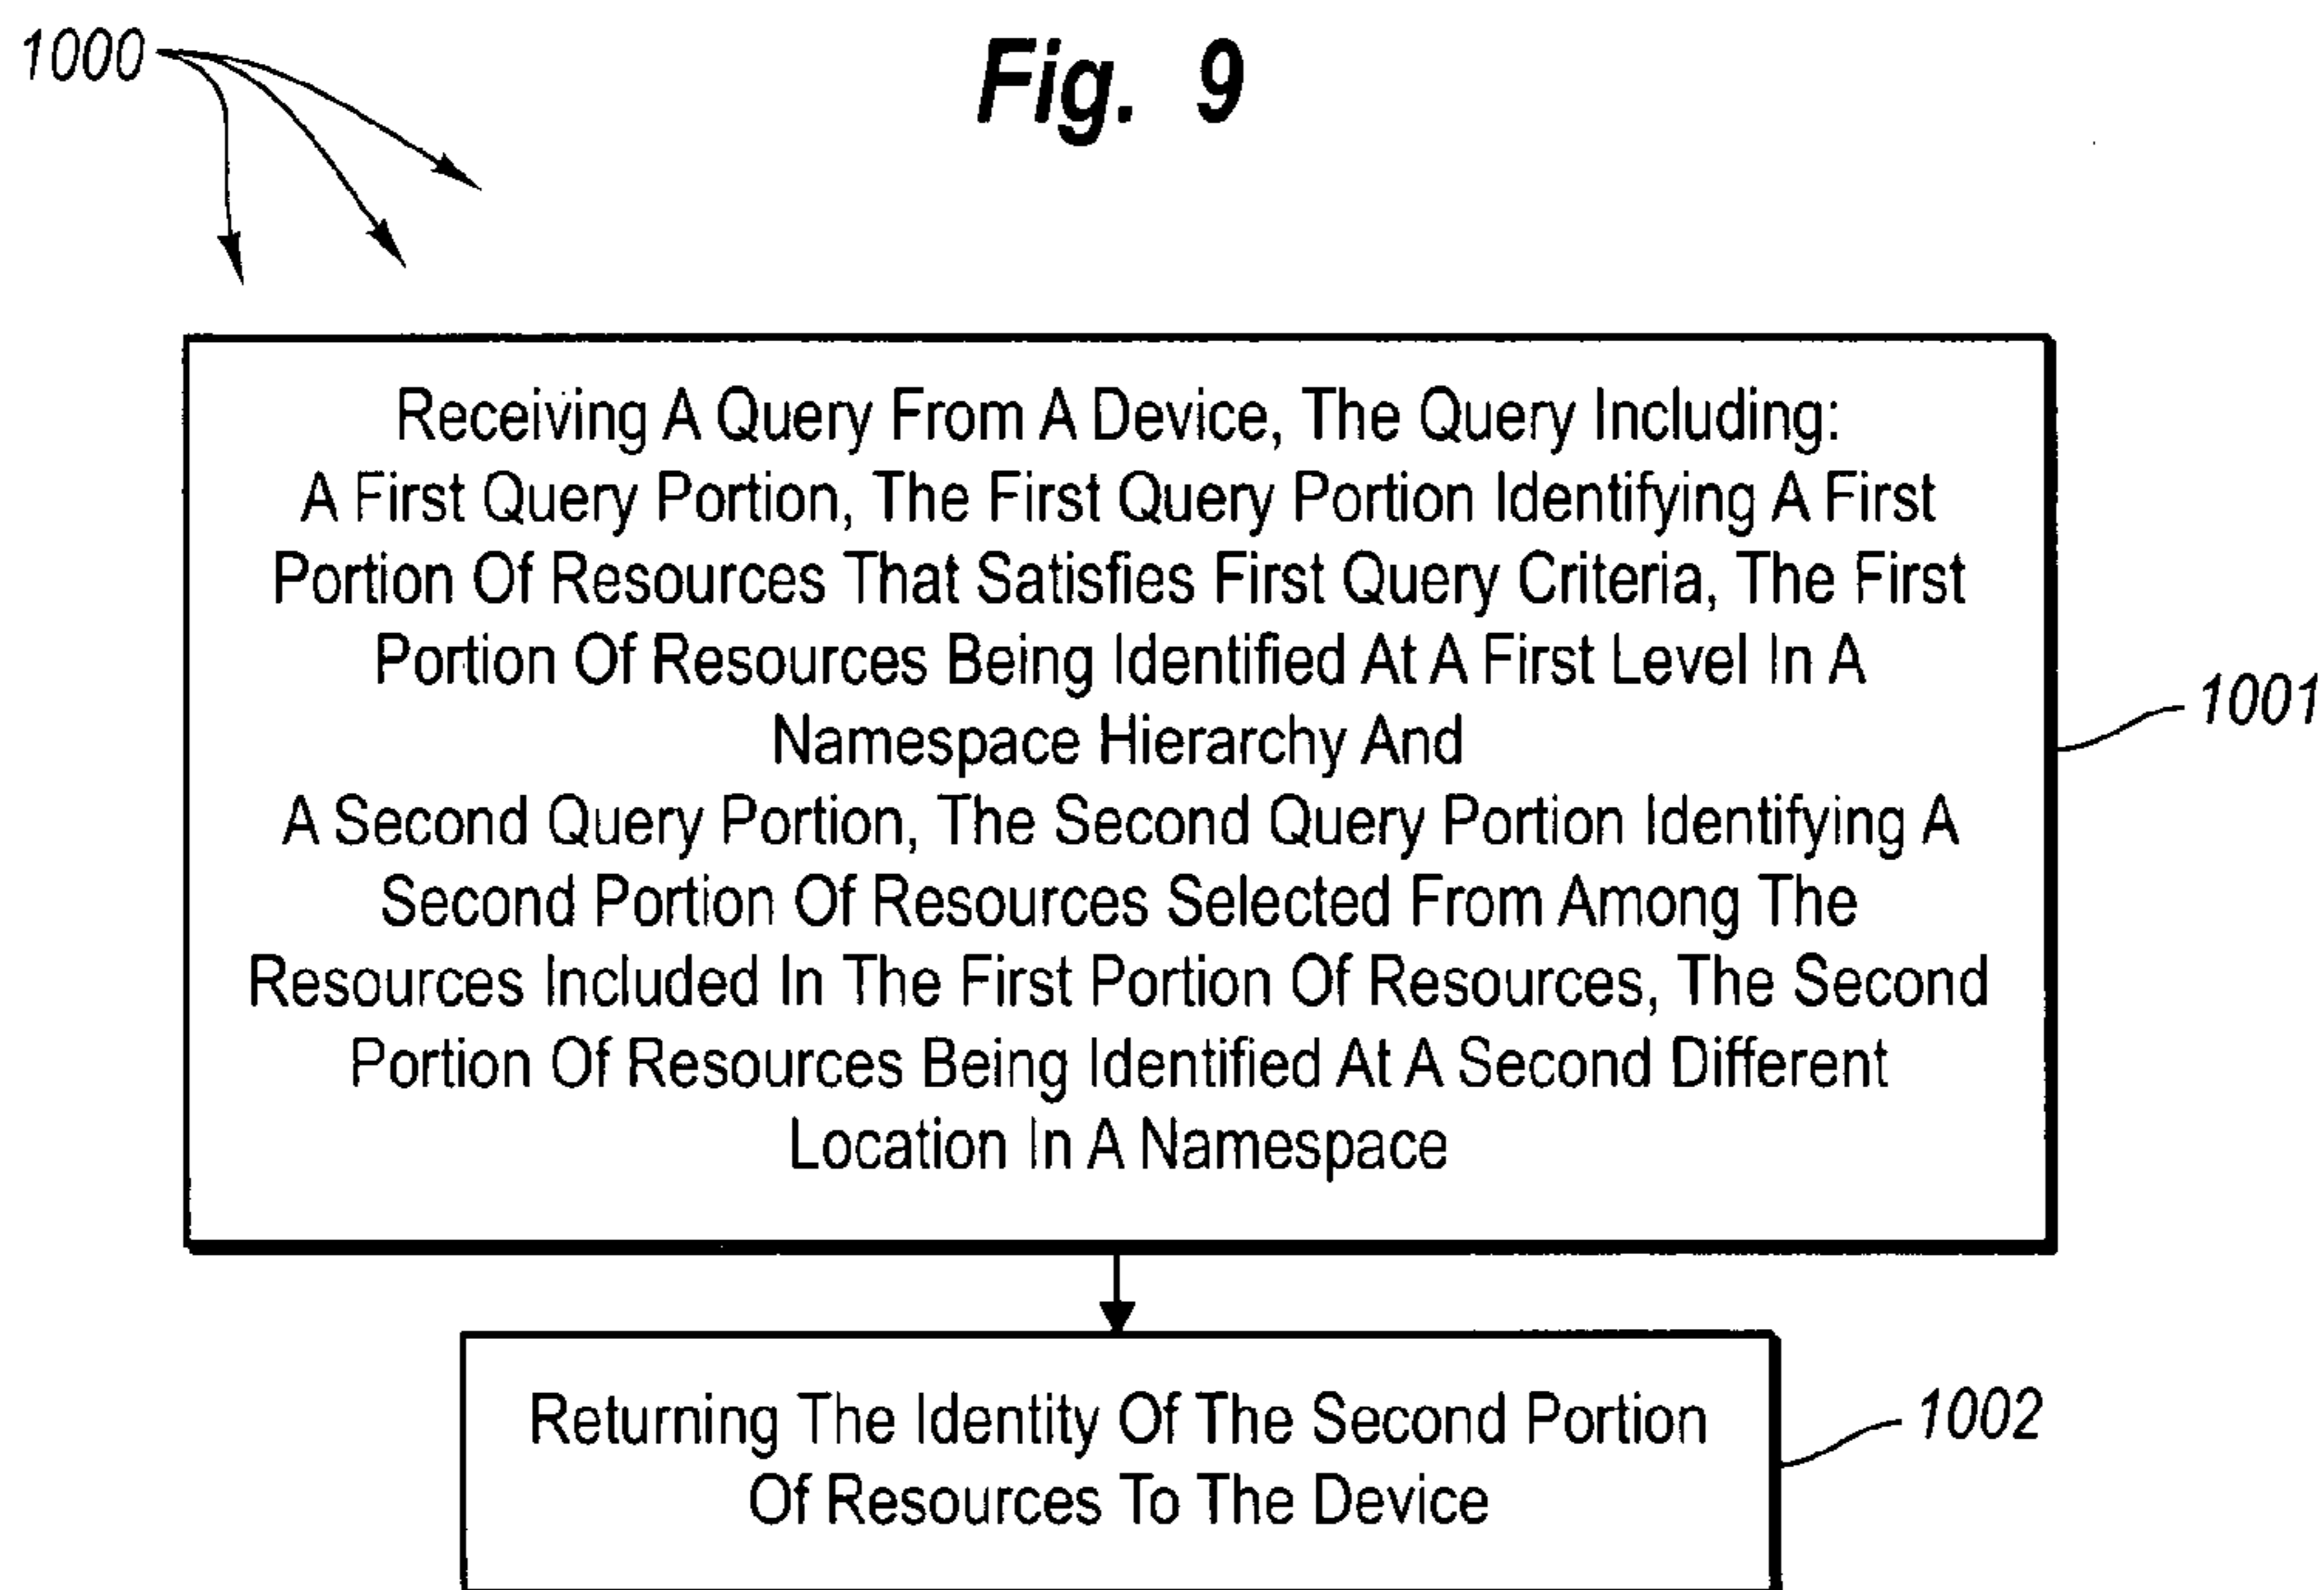 1000
Fig. 9
Receiving A Query From A Device, The Query Including:
A First Query Portion, The First Query Portion Identifying A First
Portion Of Resources That Satisfies First Query Criteria, The First
Portion Of Resources Being Identified At A First Level In A
Namespace Hierarchy And
A Second Query Portion, The Second Query Portion Identifying A
Second Portion Of Resources Selected From Among The
Resources Included In The First Portion Of Resources, The Second
Portion Of Resources Being Identified At A Second Different
Location In A Namespace
1001
Returning The Identity Of The Second Portion
Of Resources To The Device
1002